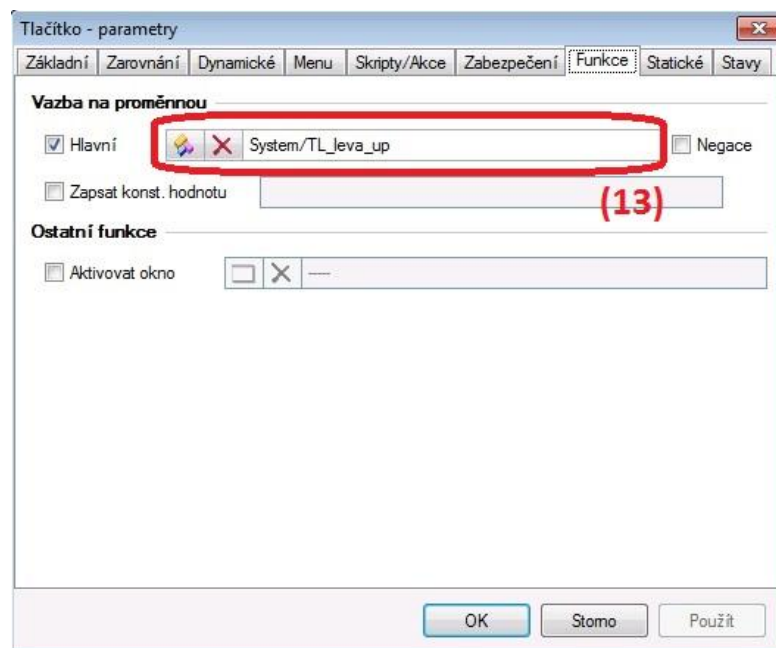 Tlačítko - parametry
Základní Zarovnání Dynamické Menu Skripty/Akce Zabezpečení Funkce Statické Stavy
Vazba na proměnnou
Hlavní System/TL_leva_up Negace
Zapsat konst. hodnotu
(13)
Ostatní funkce
Aktivovat okno ----
OK Storno Použít